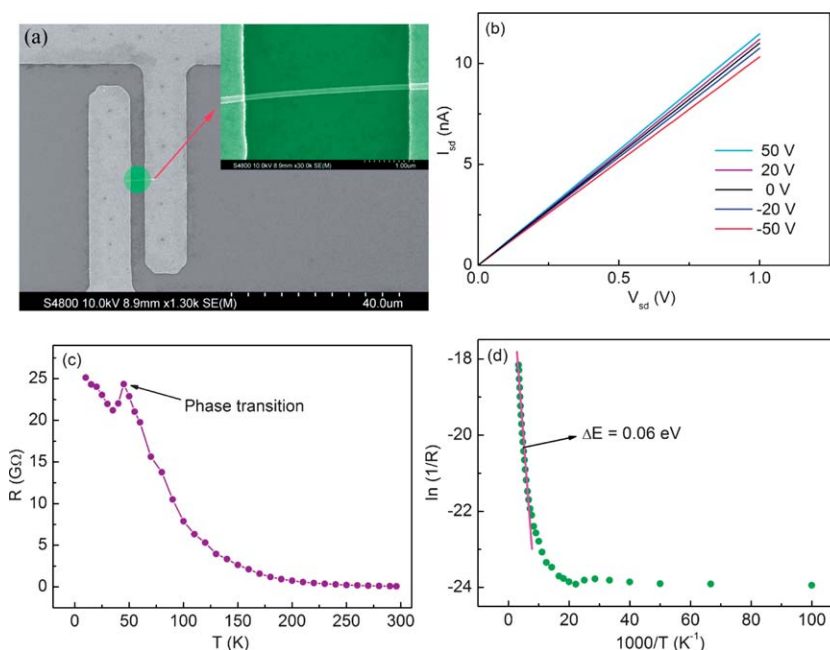 (a)
S4800 10.0kV 8.9mm x30.0k SE(M)
1.00um
S4800 10.0kV 8.9mm x1.30k SE(M)
40.0um
(b)
I_sd (nA)
10
5
0
50 V
20 V
0 V
-20 V
-50 V
0.0
0.5
1.0
V_sd (V)
(c)
R (GΩ)
30
25
20
15
10
5
0
Phase transition
0
50
100
150
200
250
300
T (K)
(d)
ln (1/R)
-18
-20
-22
-24
ΔE = 0.06 eV
0
20
40
60
80
100
1000/T (K⁻¹)